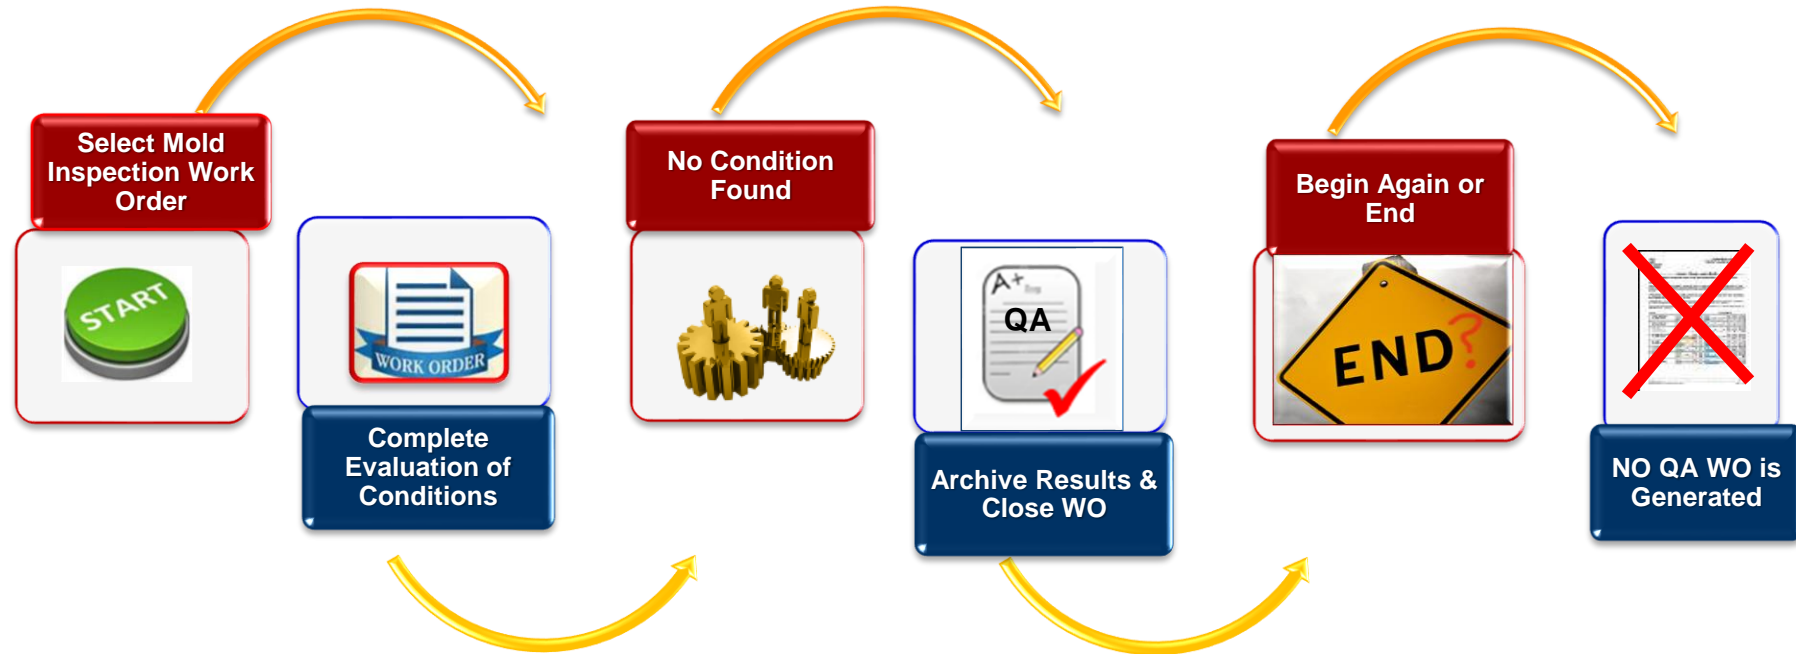 Select Mold
Inspection Work
Order
START
WORK ORDER
Complete
Evaluation of
Conditions
No Condition
Found
A+
QA
Archive Results &
Close WO
Begin Again or
End
END?
NO QA WO is
Generated